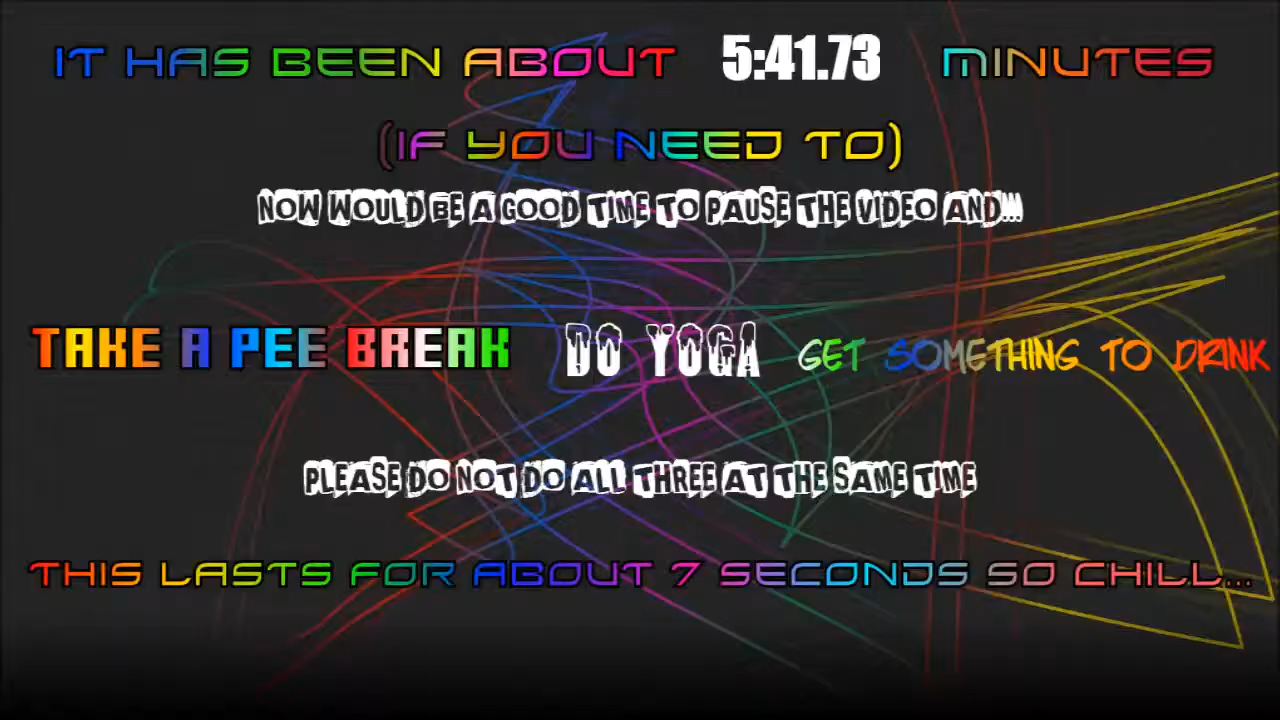 IT HAS BEEN ABOUT 5:41.73 MINUTES
(IF YOU NEED TO)
NOW WOULD BE A GOOD TIME TO PAUSE THE VIDEO AND...
TAKE A PEE BREAK DO YOGA GET SOMETHING TO DRINK
PLEASE DO NOT DO ALL THREE AT THE SAME TIME
THIS LASTS FOR ABOUT 7 SECONDS SO CHILL...